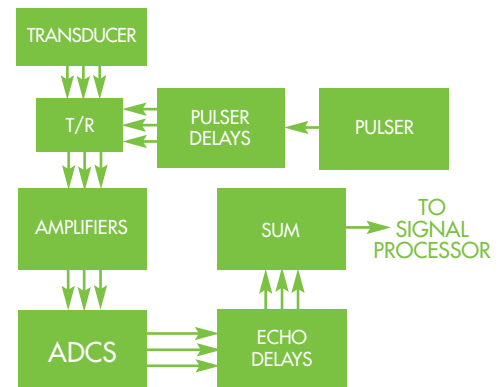 TRANSDUCER
T/R
PULSER
DELAYS
PULSER
AMPLIFIERS
SUM
TO
SIGNAL
PROCESSOR
ADCS
ECHO
DELAYS